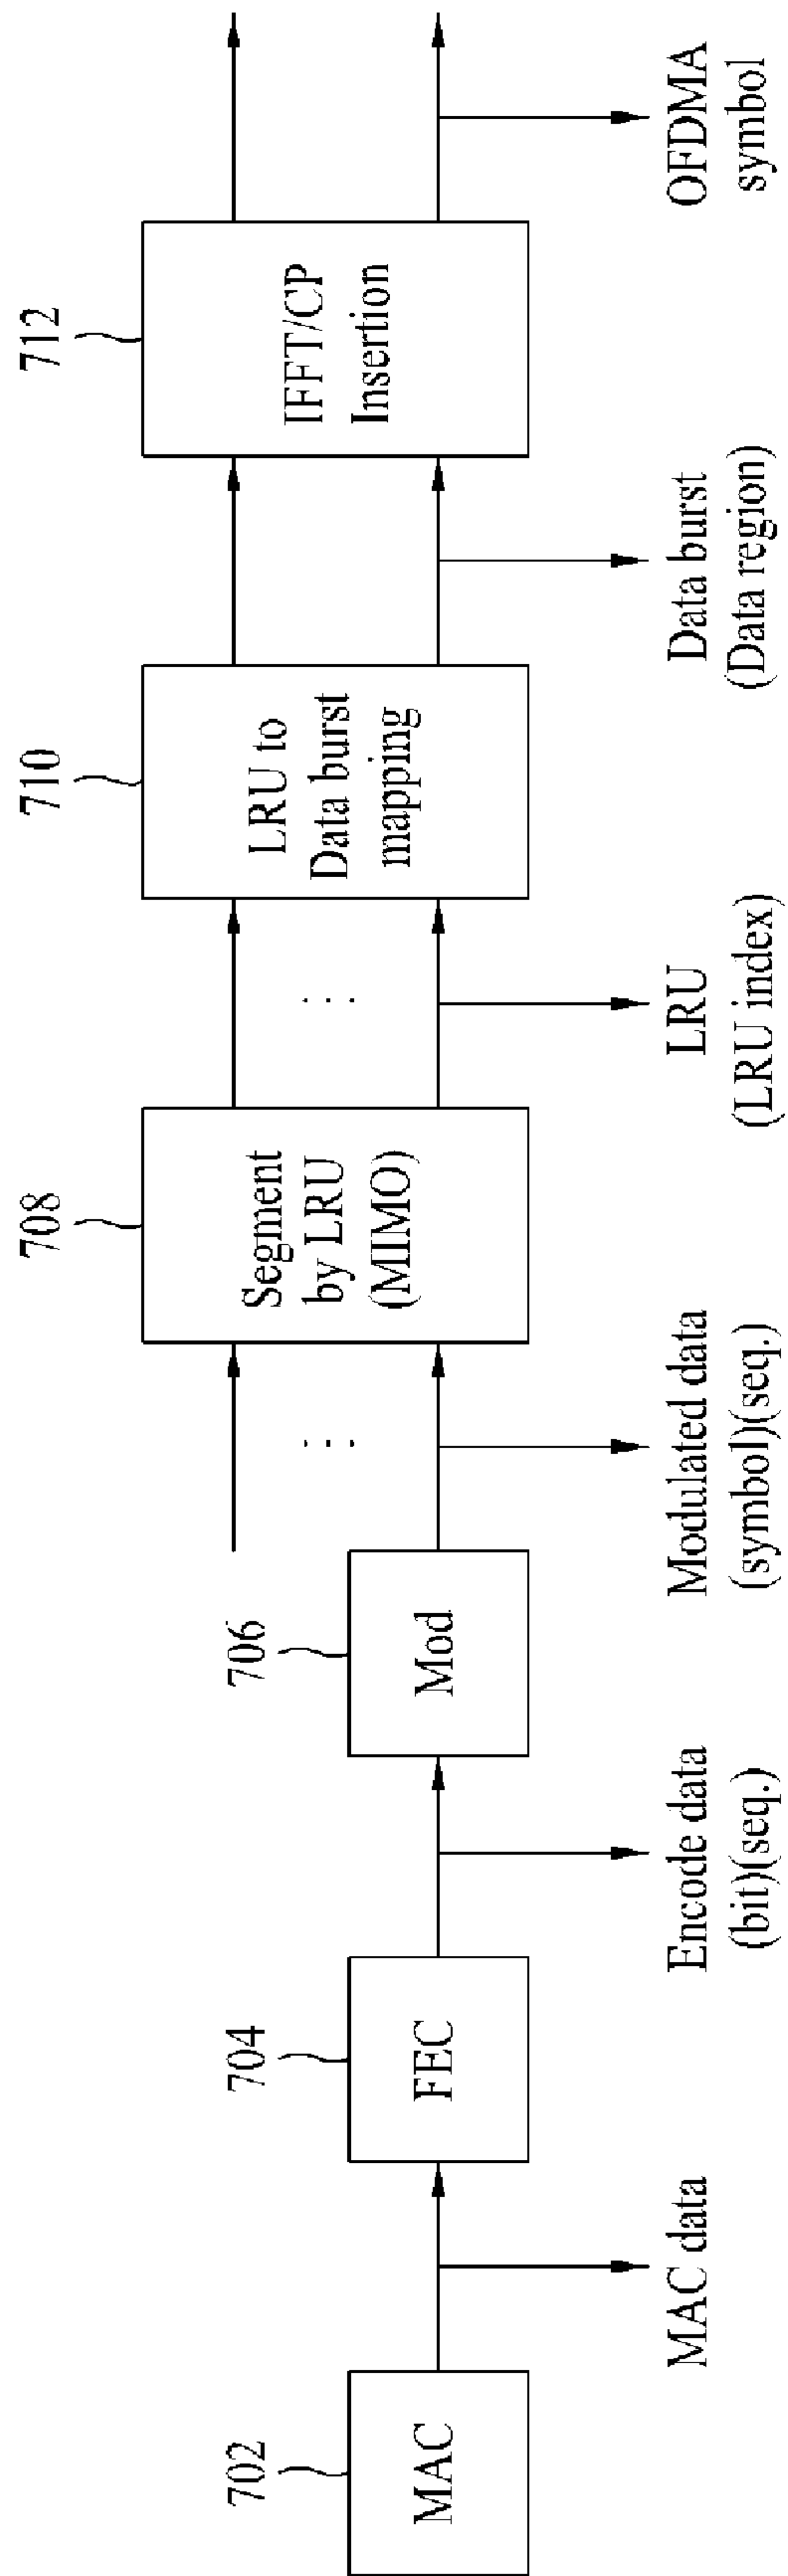 702
MAC
MAC data
704
FEC
Encode data
(bit)(seq.)
706
Mod
Modulated data
(symbol)(seq.)
708
Segment
by LRU
(MIMO)
LRU
(LRU index)
710
LRU to
Data burst
mapping
Data burst
(Data region)
712
IFFT/CP
Insertion
OFDMA
symbol